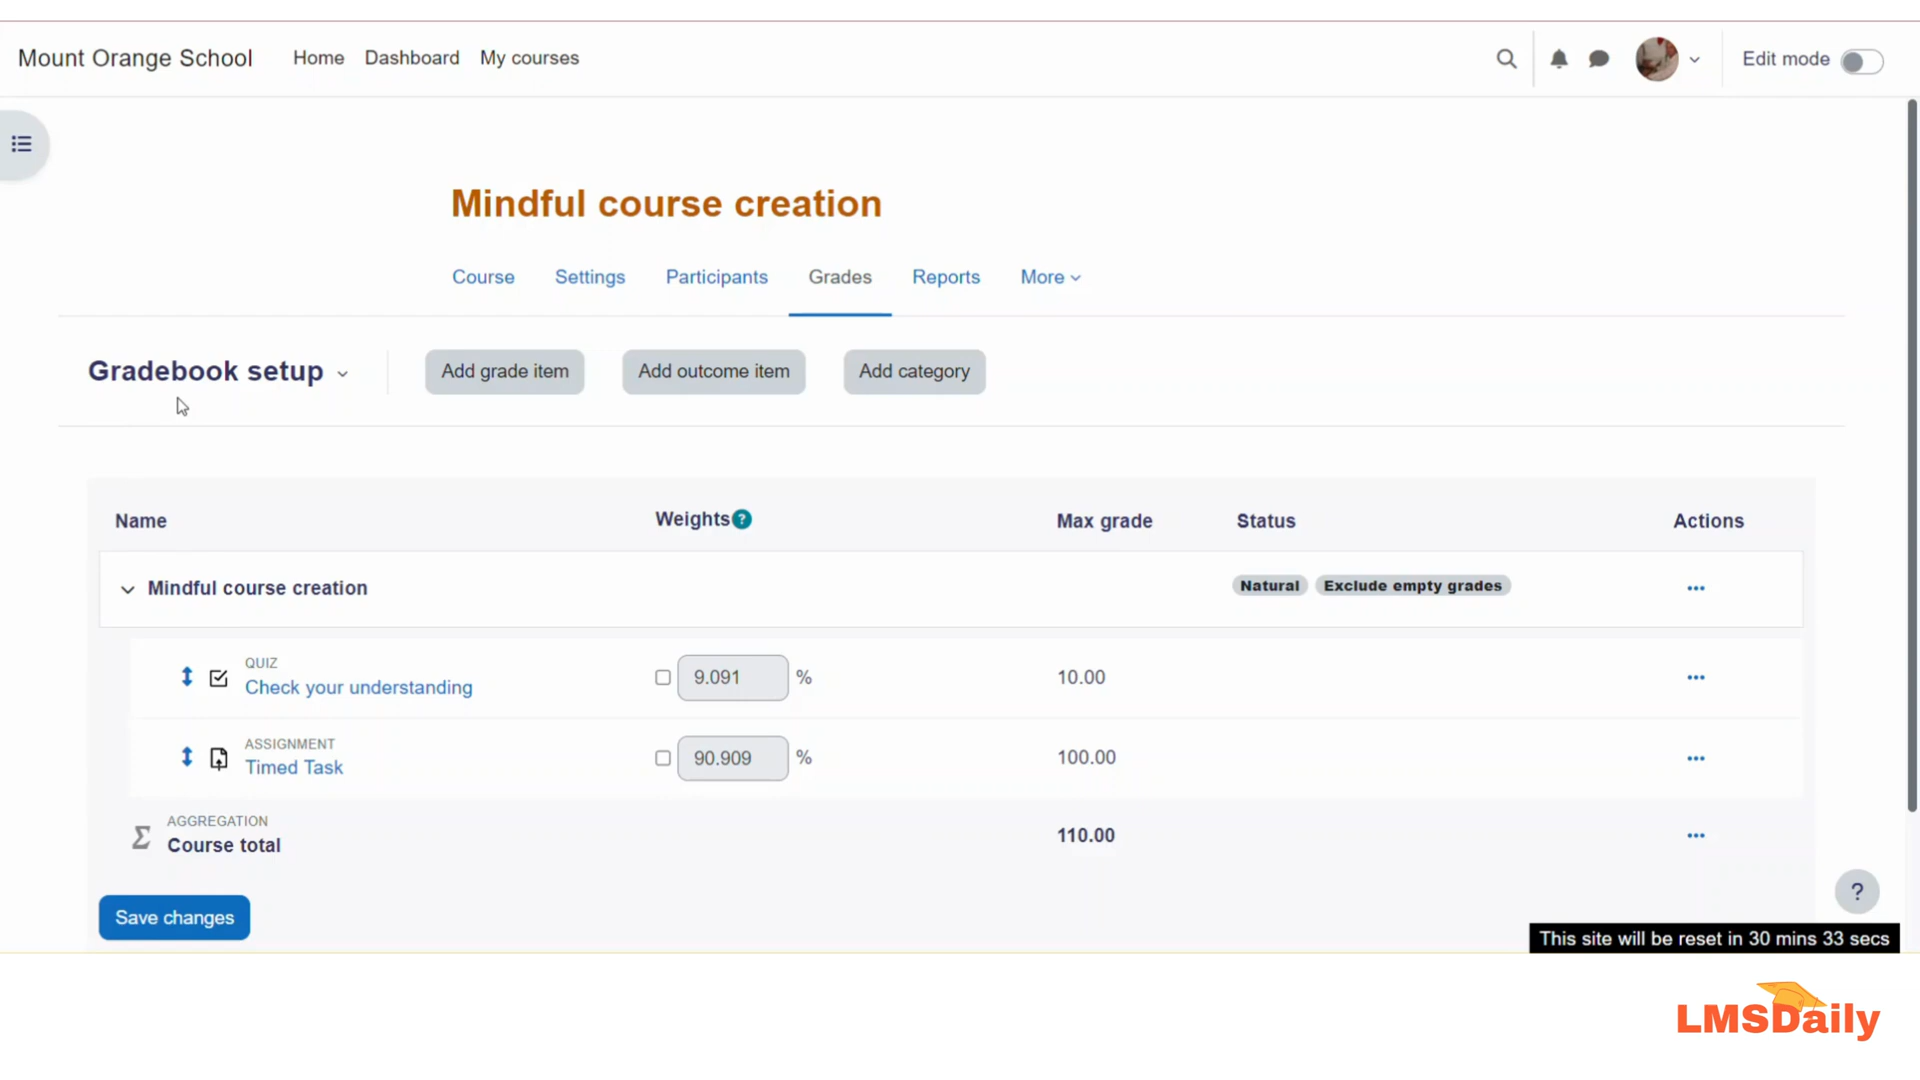 Mount Orange School Home Dashboard My courses Edit mode
Mindful course creation
Course Settings Participants Grades Reports More
Gradebook setup Add grade item Add outcome item Add category
Name Weights ? Max grade Status Actions
Mindful course creation Natural Exclude empty grades
QUIZ
Check your understanding 9.091 % 10.00
ASSIGNMENT
Timed Task 90.909 % 100.00
Σ AGGREGATION
Course total 110.00
Save changes
?
This site will be reset in 30 mins 33 secs
LMSDaily